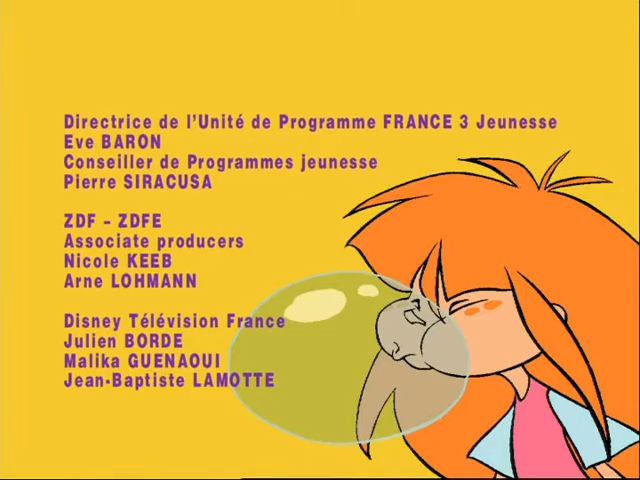 Directrice de l'Unité de Programme FRANCE 3 Jeunesse
Eve BARON
Conseiller de Programmes jeunesse
Pierre SIRACUSA
ZDF – ZDFE
Associate producers
Nicole KEEB
Arne LOHMANN
Disney Télévision France
Julien BORDE
Malika GUENAOUI
Jean-Baptiste LAMOTTE